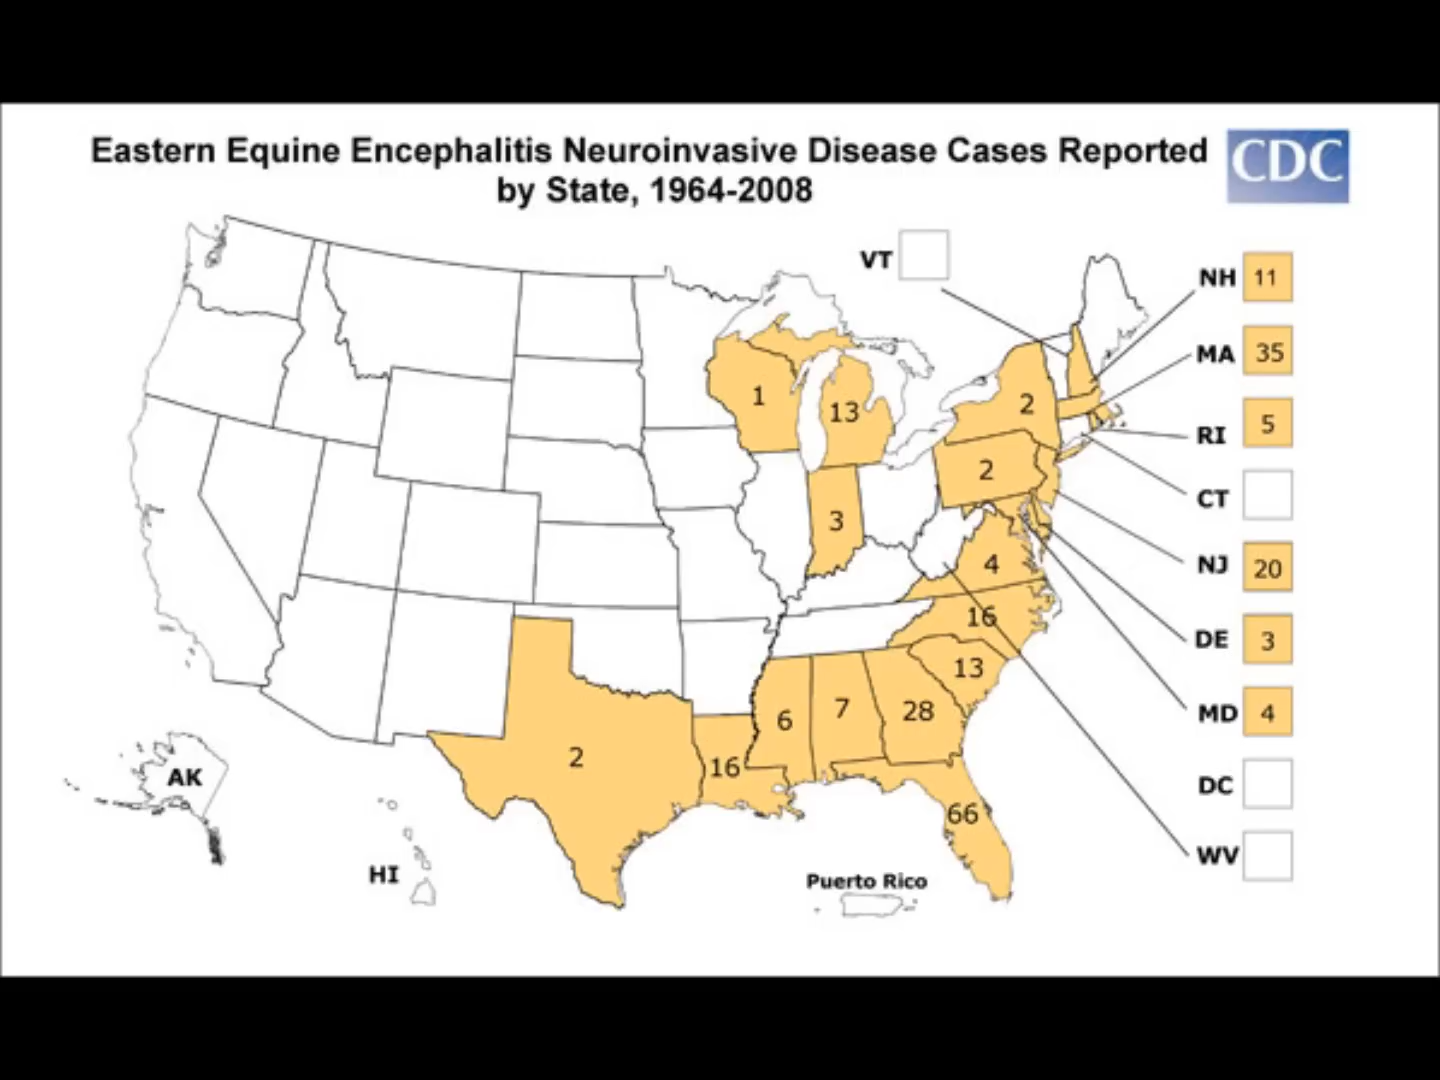 Eastern Equine Encephalitis Neuroinvasive Disease Cases Reported
by State, 1964-2008
CDC
VT
NH 11
MA 35
RI 5
CT
NJ 20
DE 3
MD 4
DC
WV
1
13
2
2
3
4
16
13
6
7
28
2
16
66
AK
HI
Puerto Rico